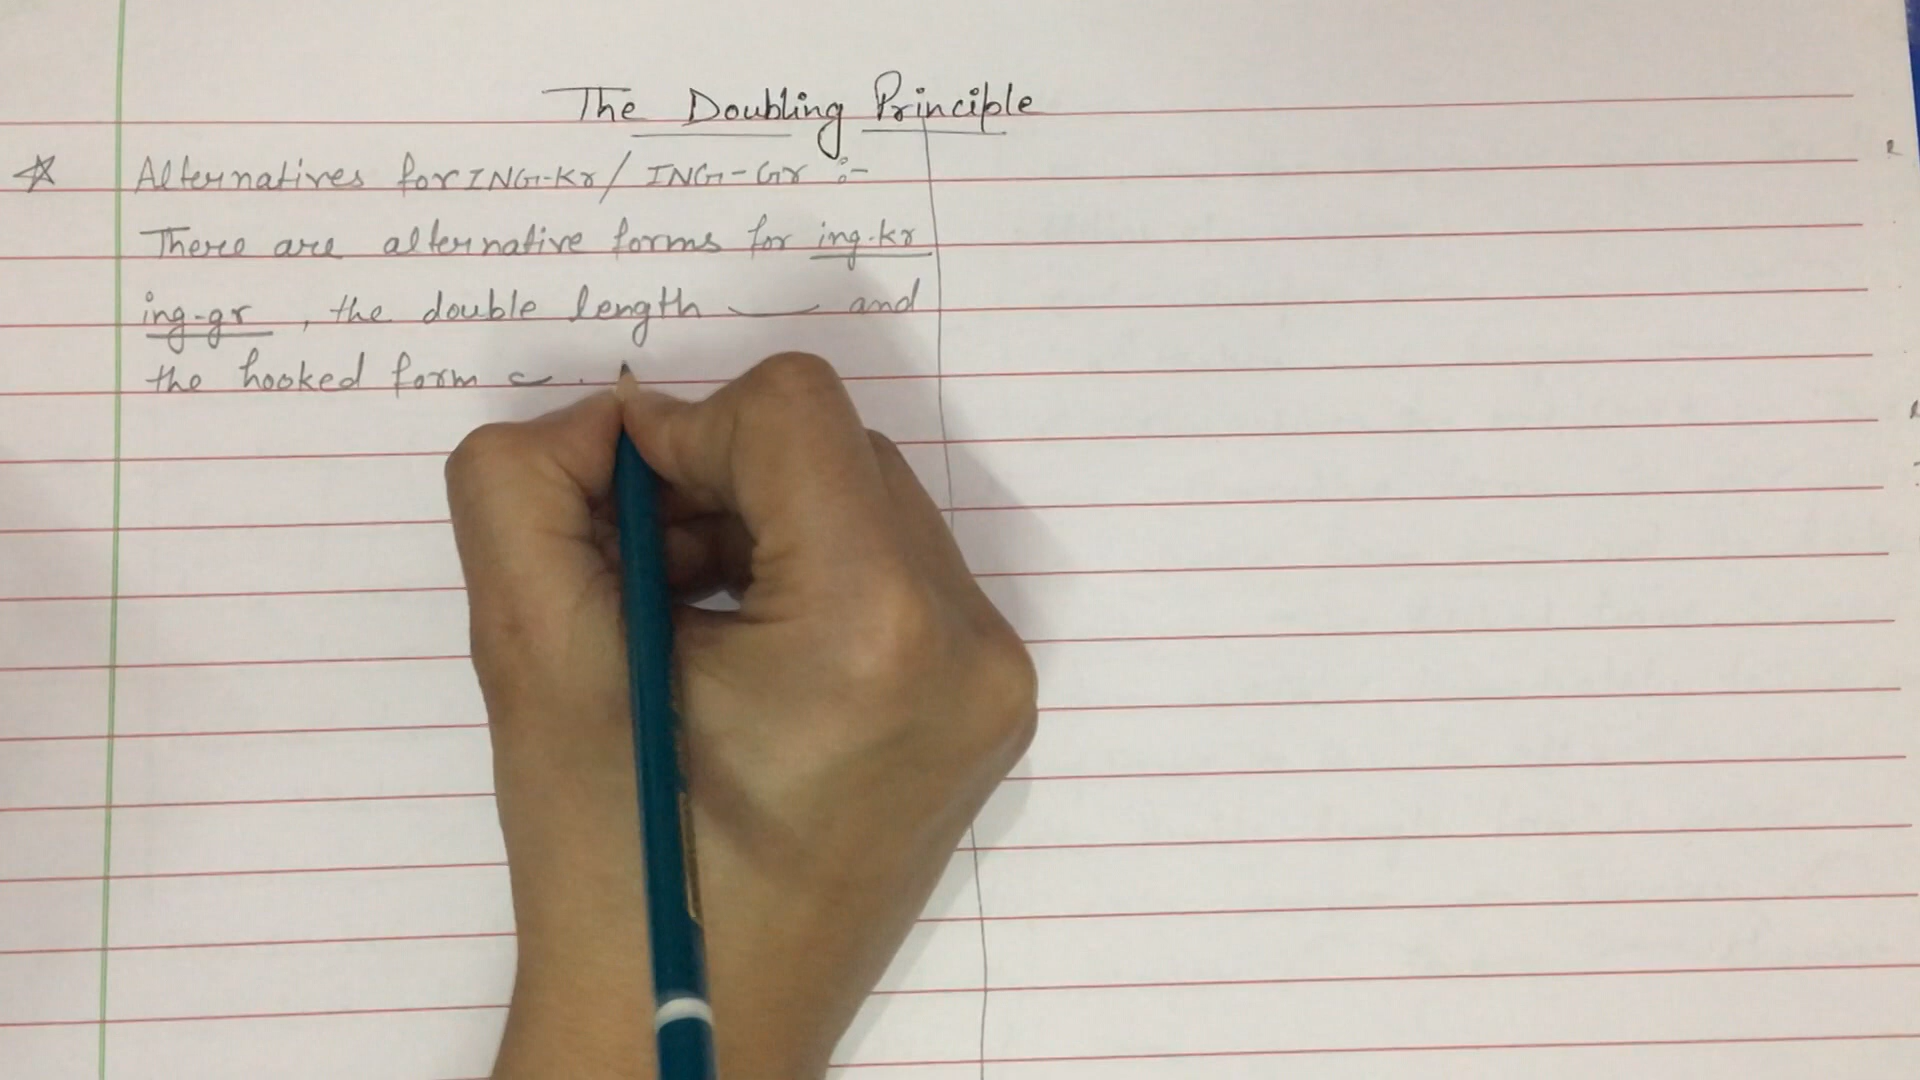 The Doubling Principle
Alternatives for ING-Kr/ ING-Gr :-
There are alternative forms for ing-kr
ing-gr , the double length and
the hooked form .